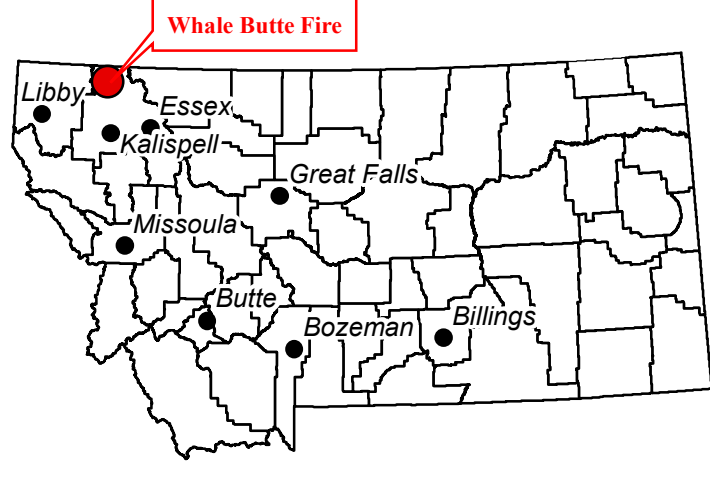 Whale Butte Fire
Libby
Essex
Kalispell
Great Falls
Missoula
Butte
Bozeman
Billings